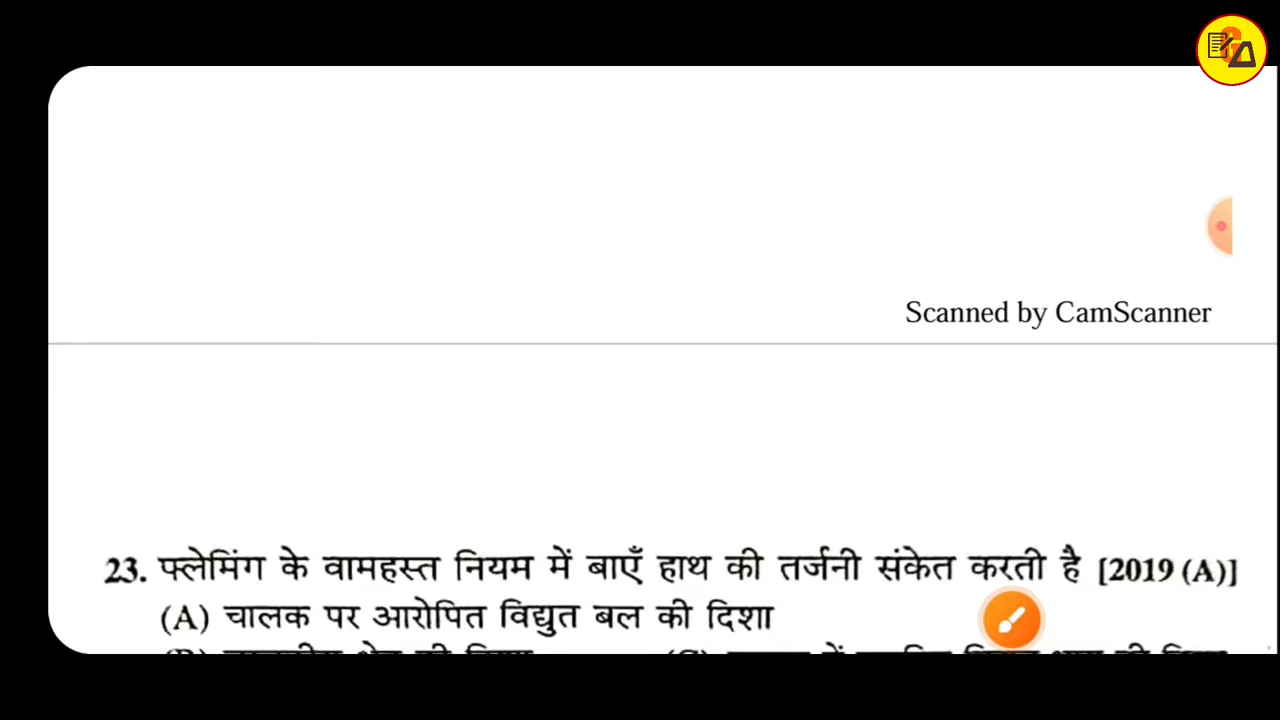 Scanned by CamScanner
23. फ्लेमिंग के वामहस्त नियम में बाएँ हाथ की तर्जनी संकेत करती है [2019 (A)]
(A) चालक पर आरोपित विद्युत बल की दिशा